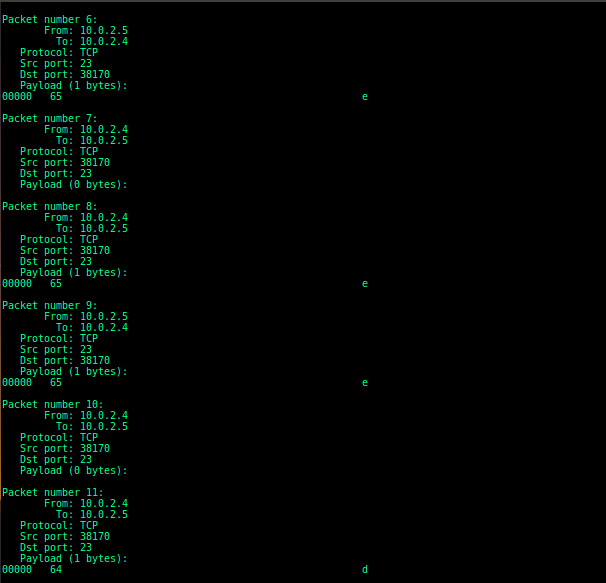 Packet number 6:
From: 10.0.2.5
To: 10.0.2.4
Protocol: TCP
Src port: 23
Dst port: 38170
Payload (1 bytes):
00000 65 e
Packet number 7:
From: 10.0.2.4
To: 10.0.2.5
Protocol: TCP
Src port: 38170
Dst port: 23
Payload (0 bytes):
Packet number 8:
From: 10.0.2.4
To: 10.0.2.5
Protocol: TCP
Src port: 38170
Dst port: 23
Payload (1 bytes):
00000 65 e
Packet number 9:
From: 10.0.2.5
To: 10.0.2.4
Protocol: TCP
Src port: 23
Dst port: 38170
Payload (1 bytes):
00000 65 e
Packet number 10:
From: 10.0.2.4
To: 10.0.2.5
Protocol: TCP
Src port: 38170
Dst port: 23
Payload (0 bytes):
Packet number 11:
From: 10.0.2.4
To: 10.0.2.5
Protocol: TCP
Src port: 38170
Dst port: 23
Payload (1 bytes):
00000 64 d